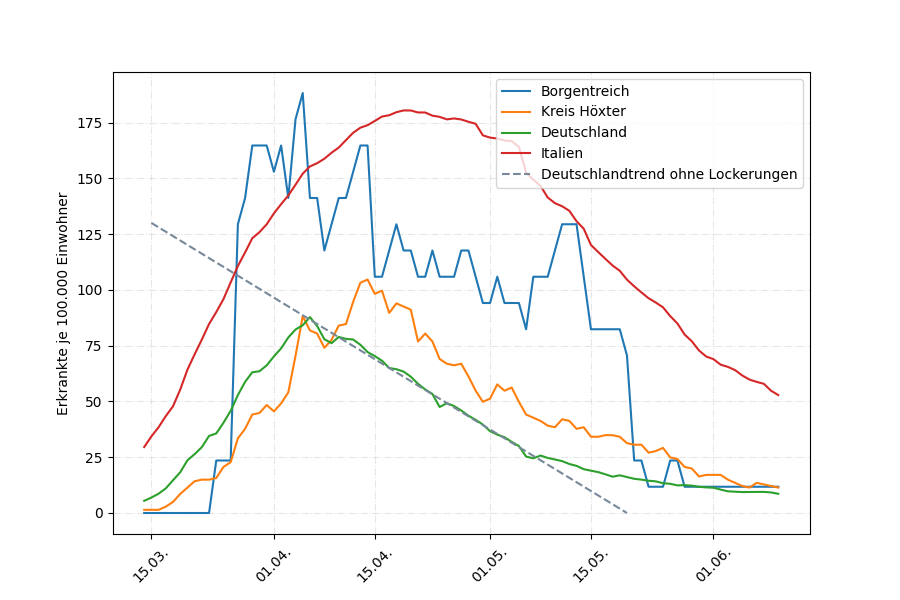 Borgentreich
Kreis Höxter
Deutschland
Italien
Deutschlandtrend ohne Lockerungen
Erkrankte je 100.000 Einwohner
175
150
125
100
75
50
25
0
15.03.
01.04.
15.04.
01.05.
15.05.
01.06.